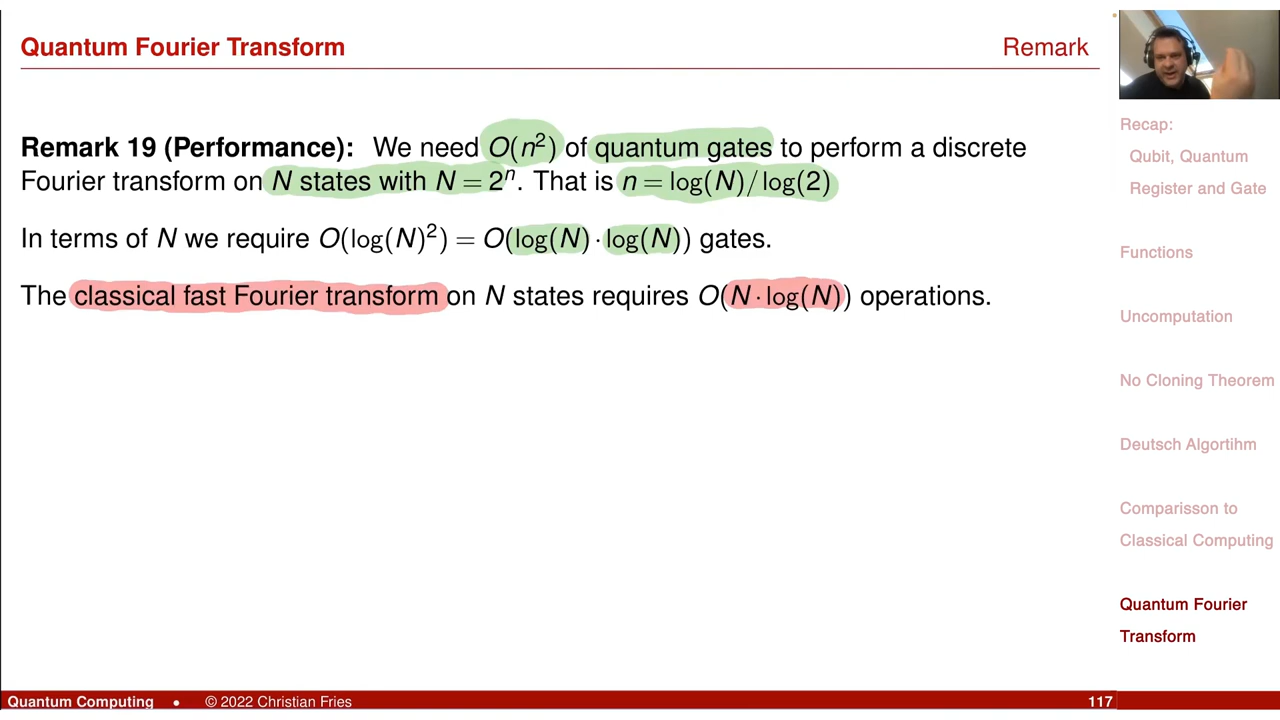 Quantum Fourier Transform
Remark
Remark 19 (Performance): We need O(n²) of quantum gates to perform a discrete
Fourier transform on N states with N = 2ⁿ. That is n = log(N)/log(2)
In terms of N we require O(log(N)²) = O(log(N) · log(N)) gates.
The classical fast Fourier transform on N states requires O(N · log(N)) operations.
Recap:
Qubit, Quantum
Register and Gate
Functions
Uncomputation
No Cloning Theorem
Deutsch Algortihm
Comparisson to
Classical Computing
Quantum Fourier
Transform
Quantum Computing • © 2022 Christian Fries
117